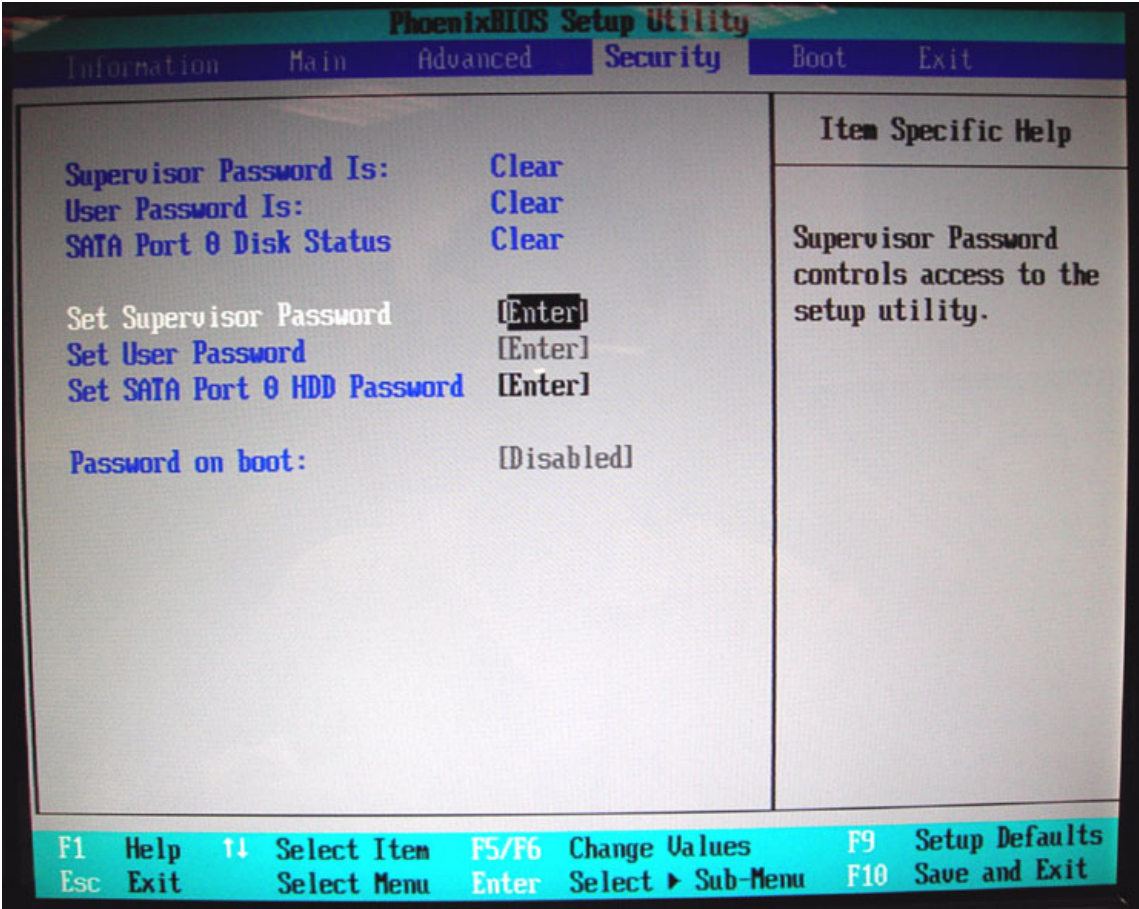 PhoenixBIOS Setup Utility
Information Main Advanced Security Boot Exit
Item Specific Help
Supervisor Password Is: Clear
User Password Is: Clear
SATA Port 0 Disk Status Clear
Supervisor Password
controls access to the
setup utility.
Set Supervisor Password [Enter]
Set User Password [Enter]
Set SATA Port 0 HDD Password [Enter]
Password on boot: [Disabled]
F1 Help ↑↓ Select Item F5/F6 Change Values F9 Setup Defaults
Esc Exit Select Menu Enter Select ▶ Sub-Menu F10 Save and Exit